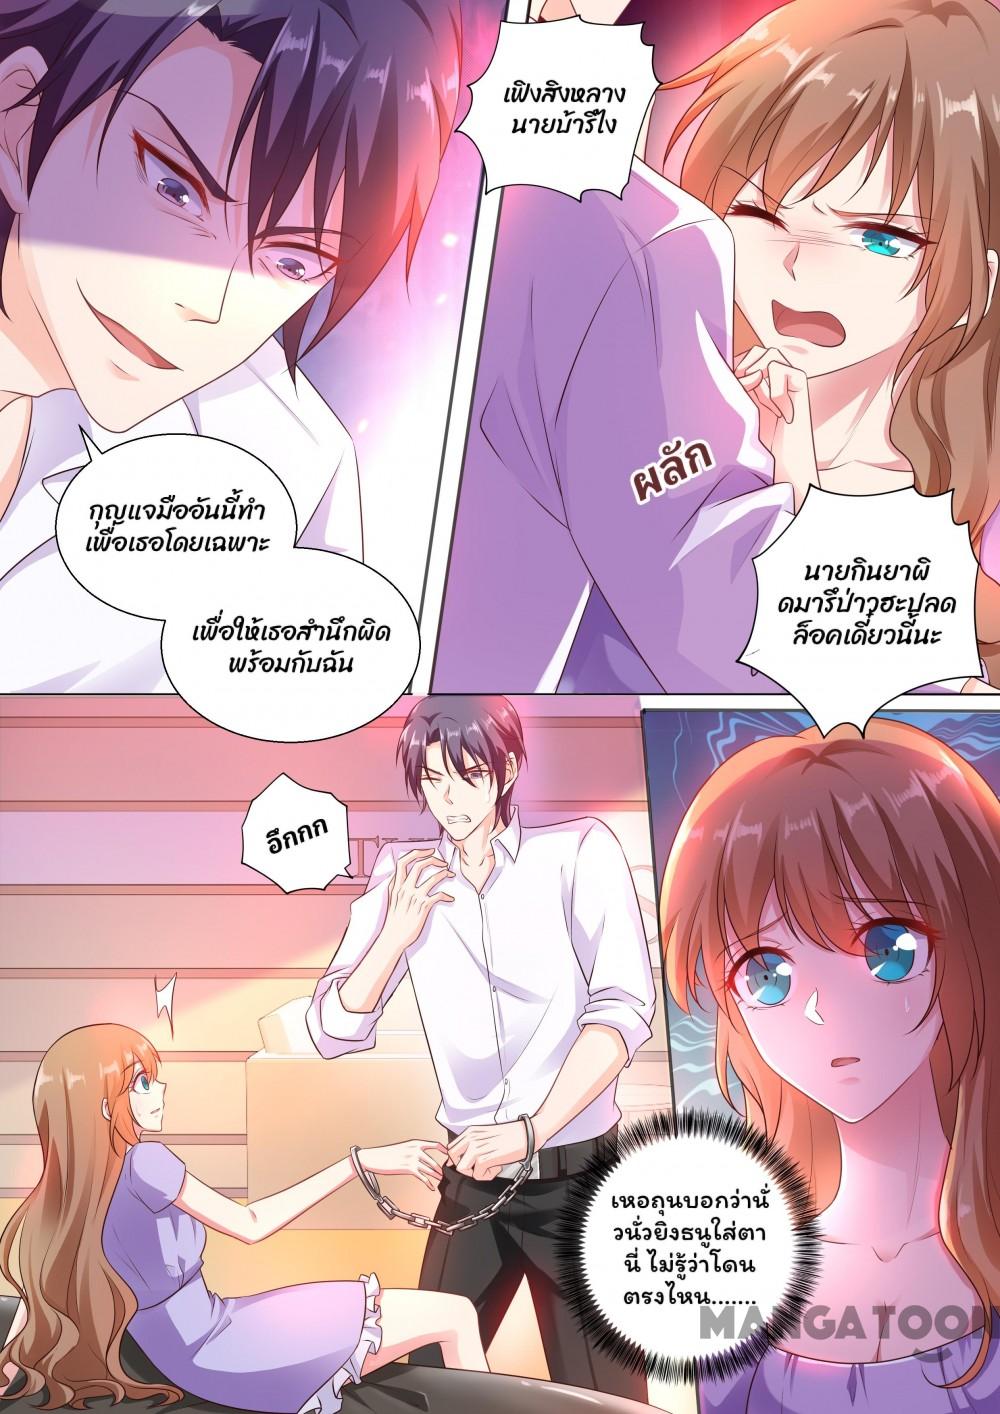 เฟิงสิงหลาง
นายบ้ารึไง
กุญแจมืออันนี้ทำ
เพื่อเธอโดยเฉพาะ
เพื่อให้เธอสำนึกผิด
พร้อมกับฉัน
ผลัก
นายกินยาผิ
ดมารึป่าวฮะปลด
ล็อคเดี๋ยวนี้นะ
อึกกก
เหอถุนบอกว่านั่
วนั่วยิงธนูใส่ตา
นี่ ไม่รู้ว่าโดน
ตรงไหน.......
MANGATOON